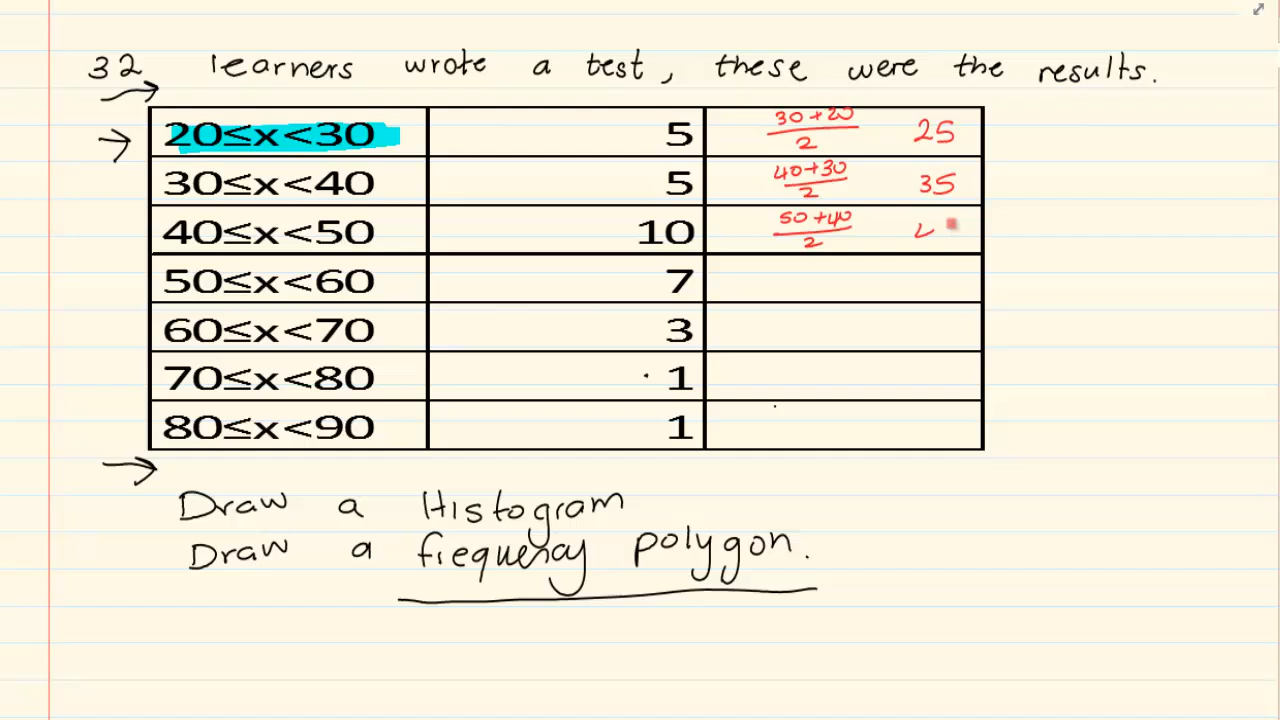 32 learners wrote a test, these were the results.
20≤x<30 5 30+20/2 25
30≤x<40 5 40+30/2 35
40≤x<50 10 50+40/2
50≤x<60 7
60≤x<70 3
70≤x<80 1
80≤x<90 1
Draw a Histogram
Draw a frequency polygon.